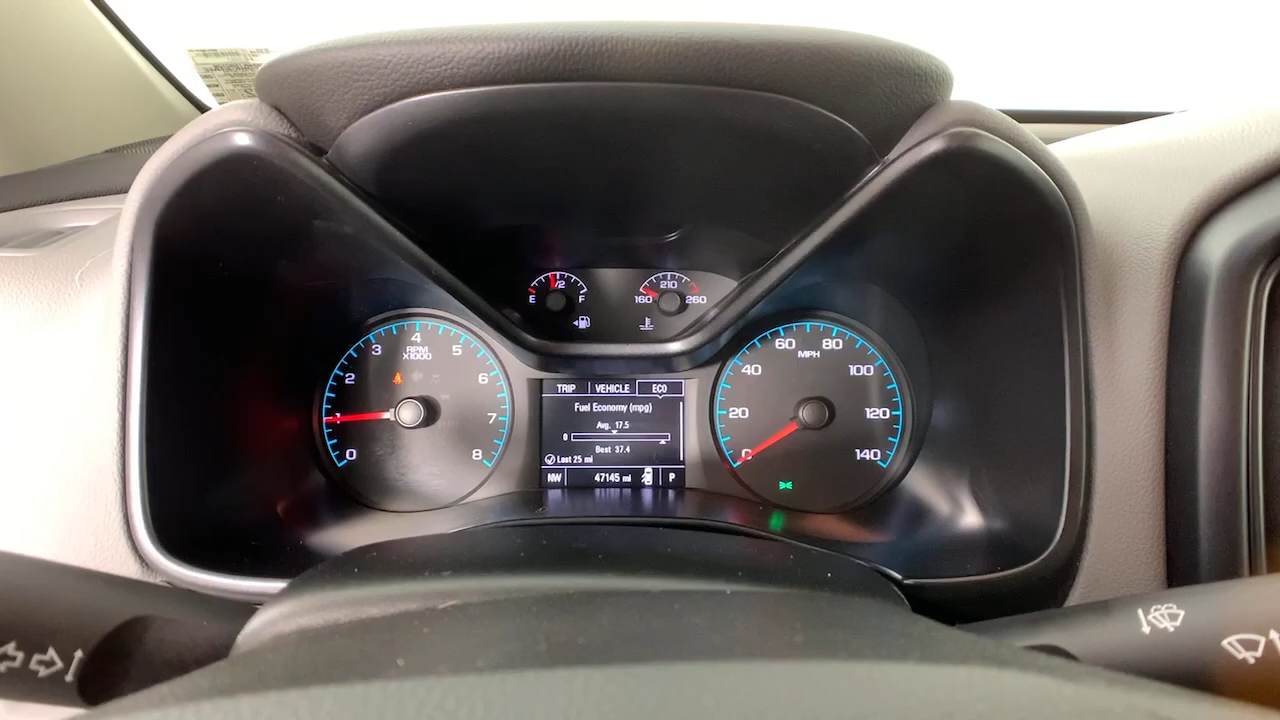 E 1/2 F
160 210 260
0 1 2 3 4 5 6 7 8
RPM
X1000
0 20 40 60 80 100 120 140
MPH
TRIP VEHICLE ECO
Fuel Economy (mpg)
Avg. 17.5
0
Best 37.4
Last 25 mi
NW 47145 mi P